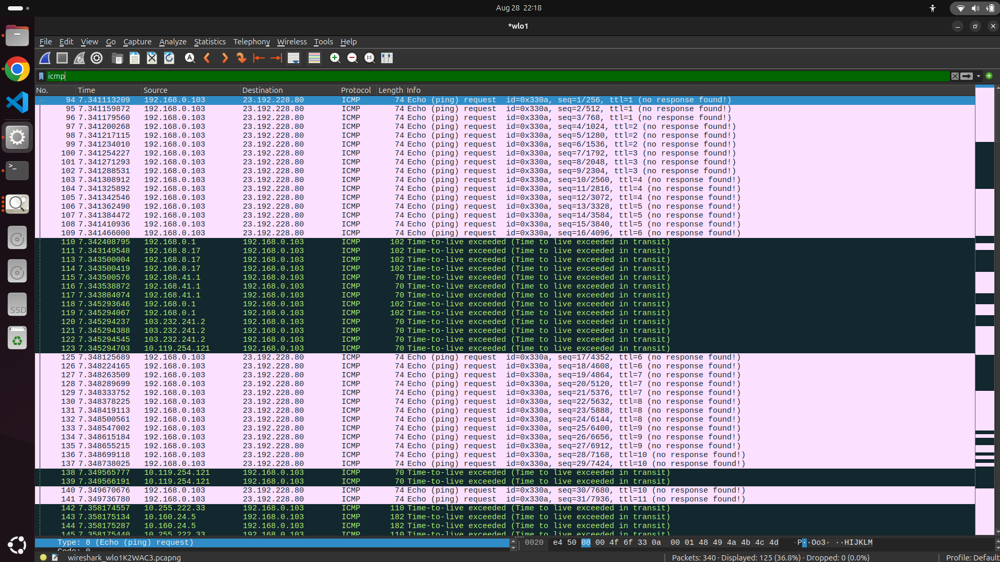 Aug 28 22:18
*wlo1
File Edit View Go Capture Analyze Statistics Telephony Wireless Tools Help
icmp
No. Time Source Destination Protocol Length Info
94 7.341113209 192.168.0.103 23.192.228.80 ICMP 74 Echo (ping) request id=0x330a, seq=1/256, ttl=1 (no response found!)
95 7.341159872 192.168.0.103 23.192.228.80 ICMP 74 Echo (ping) request id=0x330a, seq=2/512, ttl=1 (no response found!)
96 7.341179560 192.168.0.103 23.192.228.80 ICMP 74 Echo (ping) request id=0x330a, seq=3/768, ttl=1 (no response found!)
97 7.341200268 192.168.0.103 23.192.228.80 ICMP 74 Echo (ping) request id=0x330a, seq=4/1024, ttl=2 (no response found!)
98 7.341217115 192.168.0.103 23.192.228.80 ICMP 74 Echo (ping) request id=0x330a, seq=5/1280, ttl=2 (no response found!)
99 7.341234010 192.168.0.103 23.192.228.80 ICMP 74 Echo (ping) request id=0x330a, seq=6/1536, ttl=2 (no response found!)
100 7.341254227 192.168.0.103 23.192.228.80 ICMP 74 Echo (ping) request id=0x330a, seq=7/1792, ttl=3 (no response found!)
101 7.341271293 192.168.0.103 23.192.228.80 ICMP 74 Echo (ping) request id=0x330a, seq=8/2048, ttl=3 (no response found!)
102 7.341288531 192.168.0.103 23.192.228.80 ICMP 74 Echo (ping) request id=0x330a, seq=9/2304, ttl=3 (no response found!)
103 7.341308912 192.168.0.103 23.192.228.80 ICMP 74 Echo (ping) request id=0x330a, seq=10/2560, ttl=4 (no response found!)
104 7.341325892 192.168.0.103 23.192.228.80 ICMP 74 Echo (ping) request id=0x330a, seq=11/2816, ttl=4 (no response found!)
105 7.341342546 192.168.0.103 23.192.228.80 ICMP 74 Echo (ping) request id=0x330a, seq=12/3072, ttl=4 (no response found!)
106 7.341362490 192.168.0.103 23.192.228.80 ICMP 74 Echo (ping) request id=0x330a, seq=13/3328, ttl=5 (no response found!)
107 7.341384472 192.168.0.103 23.192.228.80 ICMP 74 Echo (ping) request id=0x330a, seq=14/3584, ttl=5 (no response found!)
108 7.341410936 192.168.0.103 23.192.228.80 ICMP 74 Echo (ping) request id=0x330a, seq=15/3840, ttl=5 (no response found!)
109 7.341466000 192.168.0.103 23.192.228.80 ICMP 74 Echo (ping) request id=0x330a, seq=16/4096, ttl=6 (no response found!)
110 7.342408795 192.168.0.1 192.168.0.103 ICMP 102 Time-to-live exceeded (Time to live exceeded in transit)
111 7.343149548 192.168.8.17 192.168.0.103 ICMP 102 Time-to-live exceeded (Time to live exceeded in transit)
113 7.343500004 192.168.8.17 192.168.0.103 ICMP 102 Time-to-live exceeded (Time to live exceeded in transit)
114 7.343500419 192.168.8.17 192.168.0.103 ICMP 102 Time-to-live exceeded (Time to live exceeded in transit)
115 7.343500576 192.168.41.1 192.168.0.103 ICMP 70 Time-to-live exceeded (Time to live exceeded in transit)
116 7.343538872 192.168.41.1 192.168.0.103 ICMP 70 Time-to-live exceeded (Time to live exceeded in transit)
117 7.343884074 192.168.41.1 192.168.0.103 ICMP 70 Time-to-live exceeded (Time to live exceeded in transit)
118 7.345293646 192.168.0.1 192.168.0.103 ICMP 102 Time-to-live exceeded (Time to live exceeded in transit)
119 7.345294067 192.168.0.1 192.168.0.103 ICMP 102 Time-to-live exceeded (Time to live exceeded in transit)
120 7.345294237 103.232.241.2 192.168.0.103 ICMP 70 Time-to-live exceeded (Time to live exceeded in transit)
121 7.345294388 103.232.241.2 192.168.0.103 ICMP 70 Time-to-live exceeded (Time to live exceeded in transit)
122 7.345294545 103.232.241.2 192.168.0.103 ICMP 70 Time-to-live exceeded (Time to live exceeded in transit)
123 7.345294703 10.119.254.121 192.168.0.103 ICMP 70 Time-to-live exceeded (Time to live exceeded in transit)
125 7.348125689 192.168.0.103 23.192.228.80 ICMP 74 Echo (ping) request id=0x330a, seq=17/4352, ttl=6 (no response found!)
126 7.348224165 192.168.0.103 23.192.228.80 ICMP 74 Echo (ping) request id=0x330a, seq=18/4608, ttl=6 (no response found!)
127 7.348263509 192.168.0.103 23.192.228.80 ICMP 74 Echo (ping) request id=0x330a, seq=19/4864, ttl=7 (no response found!)
128 7.348289699 192.168.0.103 23.192.228.80 ICMP 74 Echo (ping) request id=0x330a, seq=20/5120, ttl=7 (no response found!)
129 7.348333752 192.168.0.103 23.192.228.80 ICMP 74 Echo (ping) request id=0x330a, seq=21/5376, ttl=7 (no response found!)
130 7.348378225 192.168.0.103 23.192.228.80 ICMP 74 Echo (ping) request id=0x330a, seq=22/5632, ttl=8 (no response found!)
131 7.348419113 192.168.0.103 23.192.228.80 ICMP 74 Echo (ping) request id=0x330a, seq=23/5888, ttl=8 (no response found!)
132 7.348500561 192.168.0.103 23.192.228.80 ICMP 74 Echo (ping) request id=0x330a, seq=24/6144, ttl=8 (no response found!)
133 7.348547002 192.168.0.103 23.192.228.80 ICMP 74 Echo (ping) request id=0x330a, seq=25/6400, ttl=9 (no response found!)
134 7.348615184 192.168.0.103 23.192.228.80 ICMP 74 Echo (ping) request id=0x330a, seq=26/6656, ttl=9 (no response found!)
135 7.348655215 192.168.0.103 23.192.228.80 ICMP 74 Echo (ping) request id=0x330a, seq=27/6912, ttl=9 (no response found!)
136 7.348699118 192.168.0.103 23.192.228.80 ICMP 74 Echo (ping) request id=0x330a, seq=28/7168, ttl=10 (no response found!)
137 7.348738025 192.168.0.103 23.192.228.80 ICMP 74 Echo (ping) request id=0x330a, seq=29/7424, ttl=10 (no response found!)
138 7.349565777 10.119.254.121 192.168.0.103 ICMP 70 Time-to-live exceeded (Time to live exceeded in transit)
139 7.349566191 10.119.254.121 192.168.0.103 ICMP 70 Time-to-live exceeded (Time to live exceeded in transit)
140 7.349670676 192.168.0.103 23.192.228.80 ICMP 74 Echo (ping) request id=0x330a, seq=30/7680, ttl=10 (no response found!)
141 7.349736780 192.168.0.103 23.192.228.80 ICMP 74 Echo (ping) request id=0x330a, seq=31/7936, ttl=11 (no response found!)
142 7.358174557 10.255.222.33 192.168.0.103 ICMP 110 Time-to-live exceeded (Time to live exceeded in transit)
143 7.358175134 10.160.24.5 192.168.0.103 ICMP 182 Time-to-live exceeded (Time to live exceeded in transit)
144 7.358175287 10.160.24.5 192.168.0.103 ICMP 182 Time-to-live exceeded (Time to live exceeded in transit)
145 7.358175440 10.255.222.33 192.168.0.103 ICMP 110 Time-to-live exceeded (Time to live exceeded in transit)
Type: 8 (Echo (ping) request) 0020 e4 50 08 00 4f 6f 33 0a 00 01 48 49 4a 4b 4c 4d ·P··Oo3· ··HIJKLM
Code: 0
SSD
wireshark_wlo1K2WAC3.pcapng Packets: 340 · Displayed: 125 (36.8%) · Dropped: 0 (0.0%) Profile: Default